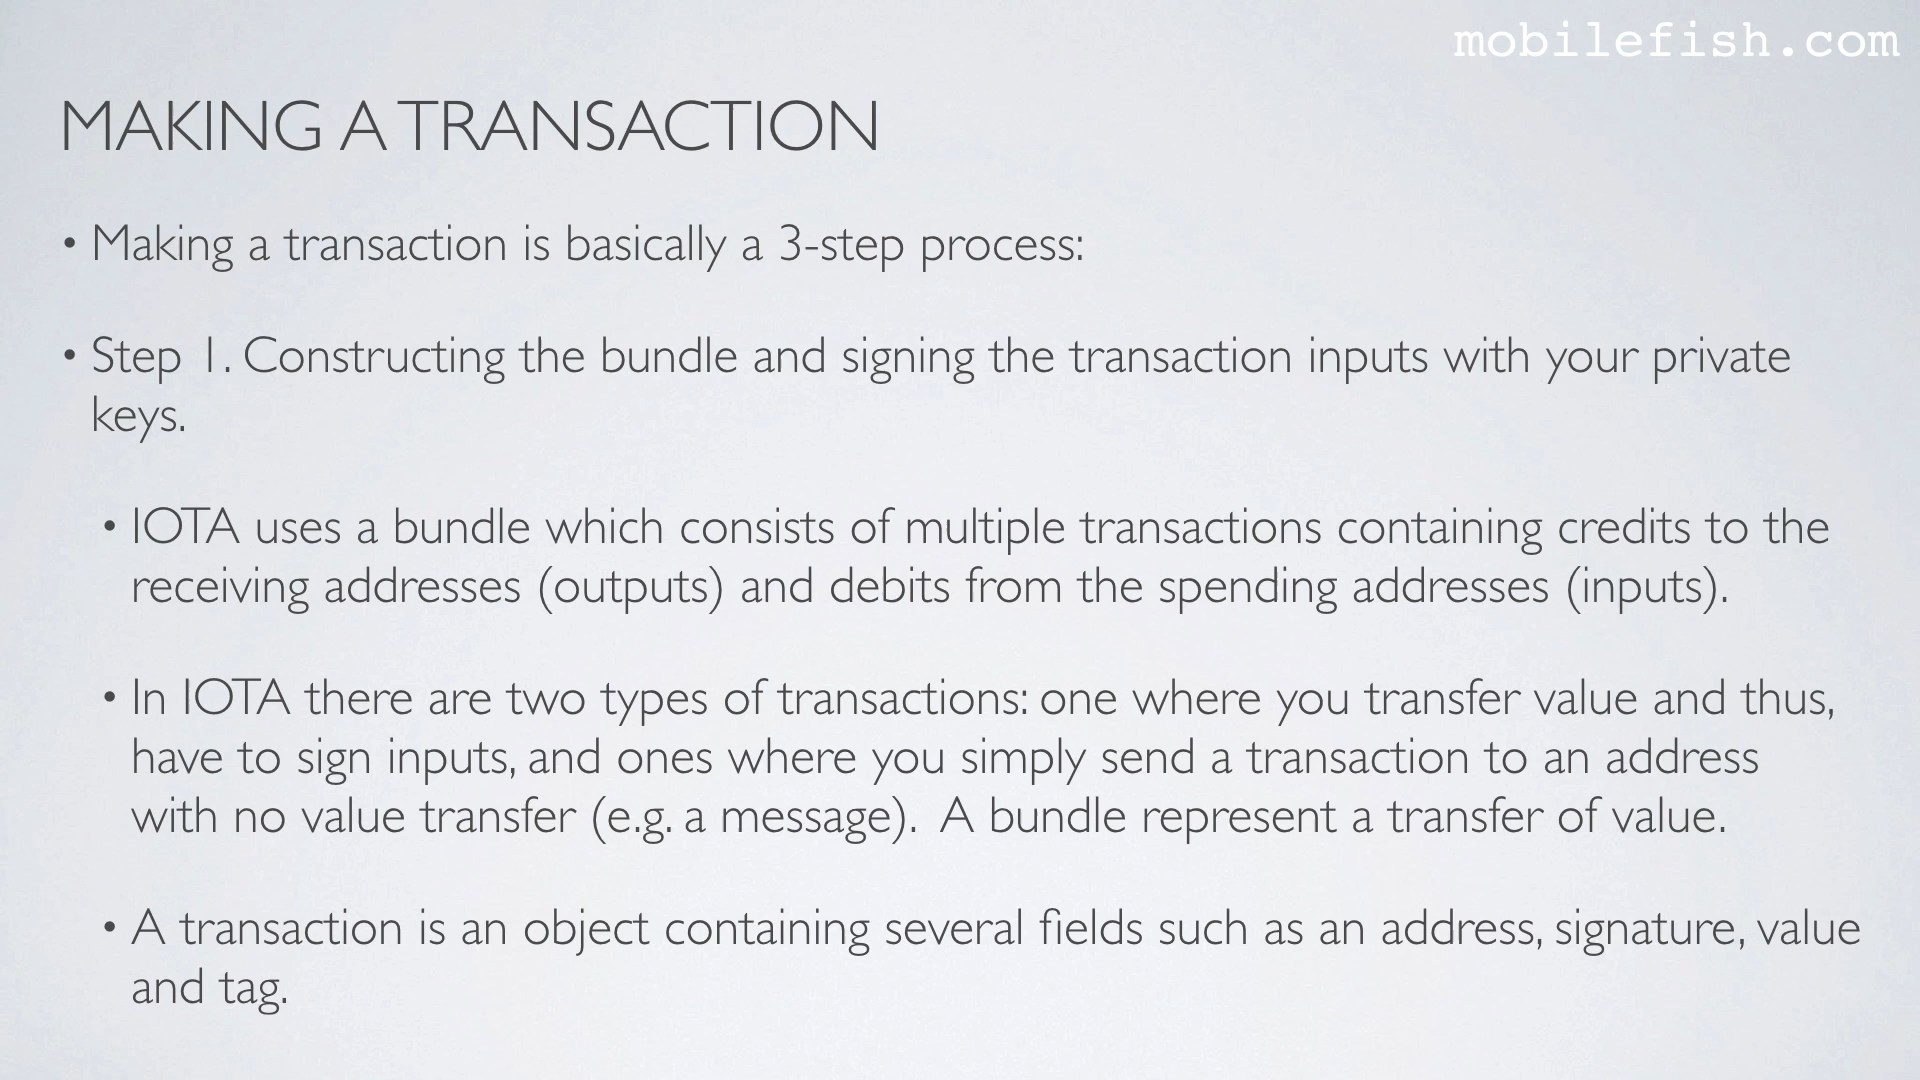 mobilefish.com
MAKING A TRANSACTION
• Making a transaction is basically a 3-step process:
• Step 1. Constructing the bundle and signing the transaction inputs with your private
keys.
• IOTA uses a bundle which consists of multiple transactions containing credits to the
receiving addresses (outputs) and debits from the spending addresses (inputs).
• In IOTA there are two types of transactions: one where you transfer value and thus,
have to sign inputs, and ones where you simply send a transaction to an address
with no value transfer (e.g. a message).  A bundle represent a transfer of value.
• A transaction is an object containing several fields such as an address, signature, value
and tag.